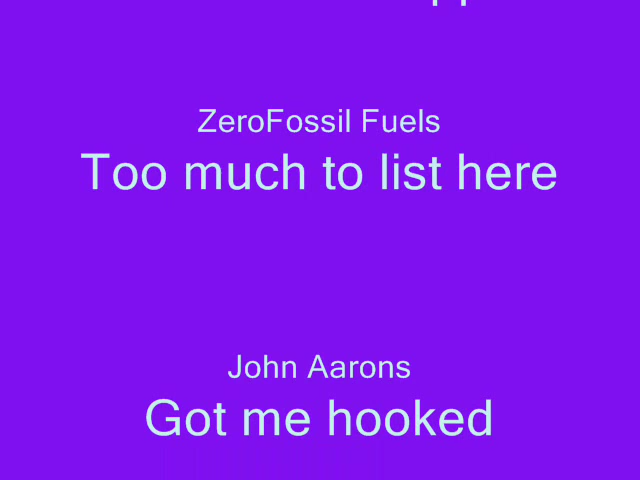 ZeroFossil Fuels
Too much to list here
John Aarons
Got me hooked